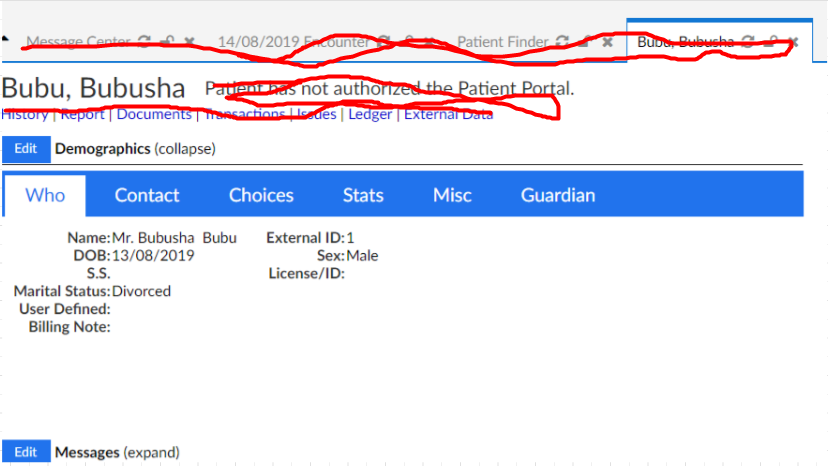 Message Center 14/08/2019 Encounter Patient Finder Bubu, Bubusha
Bubu, Bubusha Patient has not authorized the Patient Portal.
History | Report | Documents | Transactions | Issues | Ledger | External Data
Edit Demographics (collapse)
Who Contact Choices Stats Misc Guardian
Name: Mr. Bubusha Bubu External ID: 1
DOB: 13/08/2019 Sex: Male
S.S. License/ID:
Marital Status: Divorced
User Defined:
Billing Note:
Edit Messages (expand)